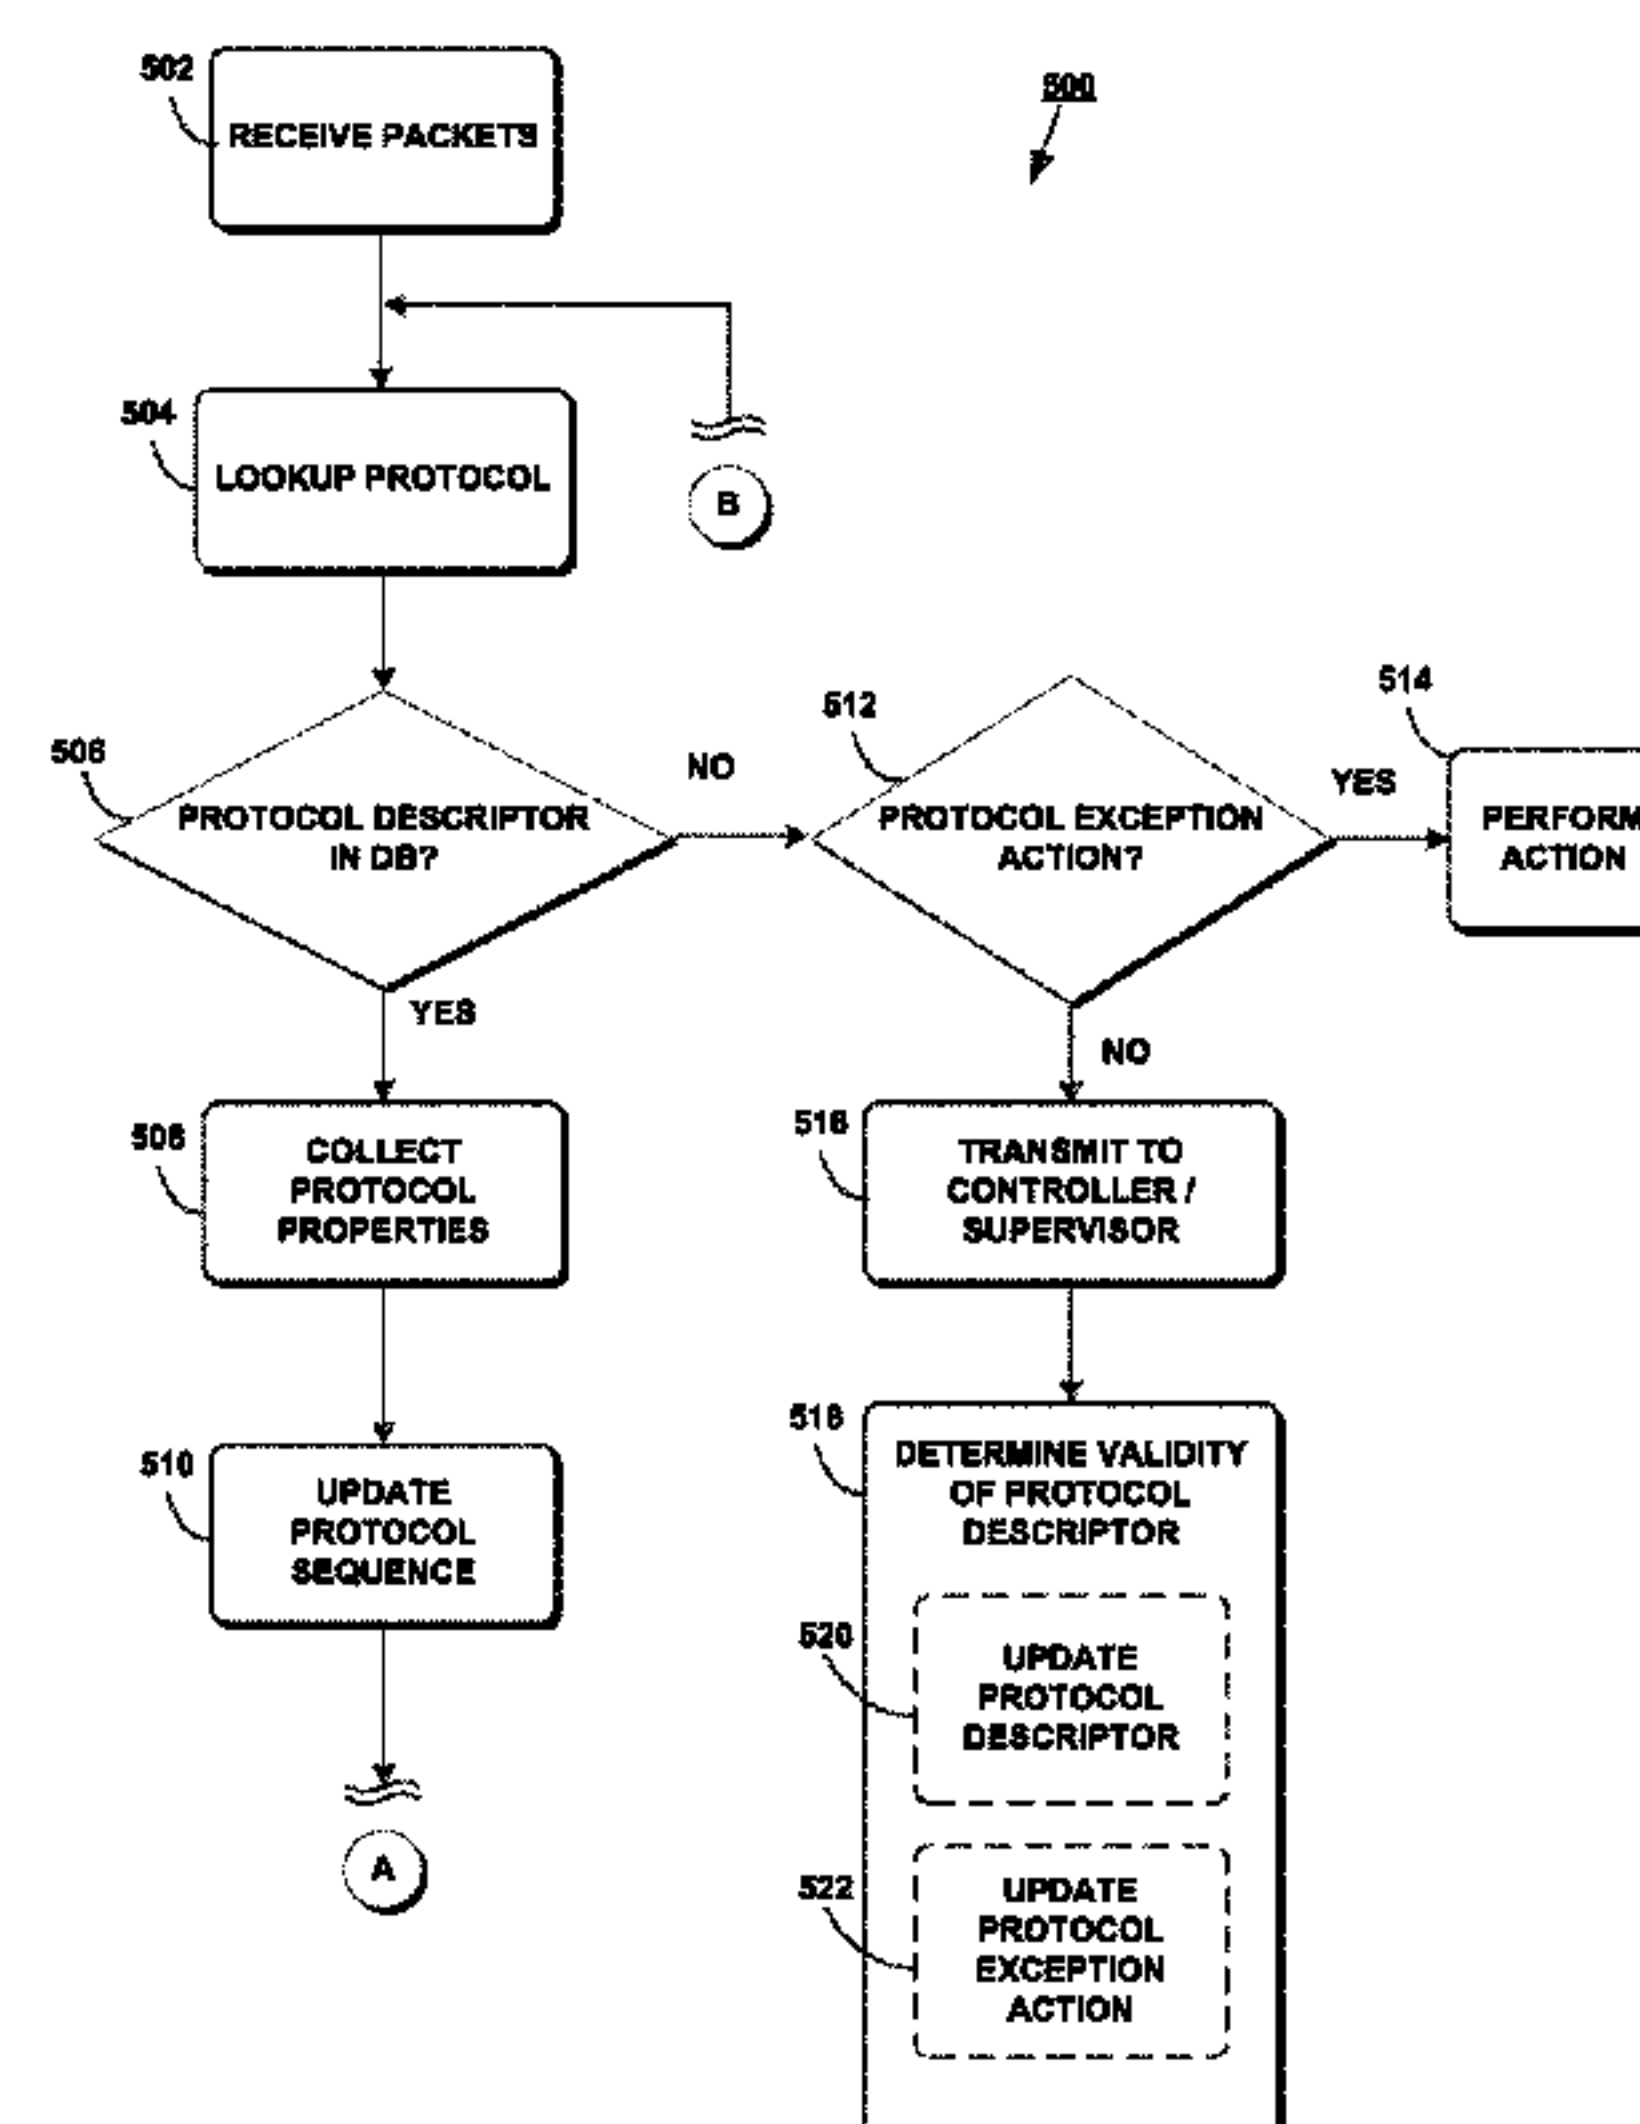 502
RECEIVE PACKETS
500
504
LOOKUP PROTOCOL
B
506
PROTOCOL DESCRIPTOR
IN DB?
NO
512
PROTOCOL EXCEPTION
ACTION?
YES
514
PERFORM
ACTION
YES
NO
508
COLLECT
PROTOCOL
PROPERTIES
516
TRANSMIT TO
CONTROLLER /
SUPERVISOR
510
UPDATE
PROTOCOL
SEQUENCE
518
DETERMINE VALIDITY
OF PROTOCOL
DESCRIPTOR
520
UPDATE
PROTOCOL
DESCRIPTOR
A
522
UPDATE
PROTOCOL
EXCEPTION
ACTION